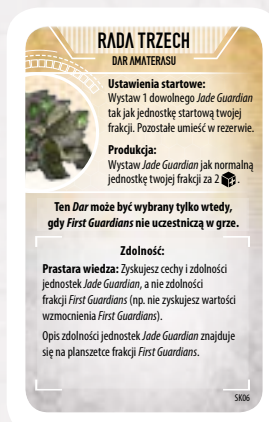 RADA TRZECH
DAR AMATERASU
Ustawienia startowe:
Wystaw 1 dowolnego Jade Guardian
tak jak jednostkę startową twojej
frakcji. Pozostałe umieść w rezerwie.
Produkcja:
Wystaw Jade Guardian jak normalną
jednostkę twojej frakcji za 2 .
Ten Dar może być wybrany tylko wtedy,
gdy First Guardians nie uczestniczą w grze.
Zdolność:
Prastara wiedza: Zyskujesz cechy i zdolności
jednostek Jade Guardian, a nie zdolności
frakcji First Guardians (np. nie zyskujesz wartości
wzmocnienia First Guardians).
Opis zdolności jednostek Jade Guardian znajduje
się na planszetce frakcji First Guardians.
SK06